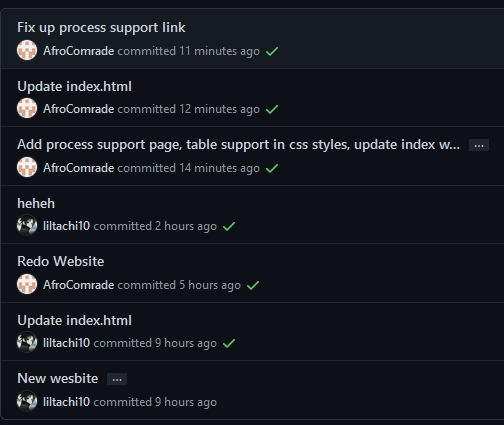 Fix up process support link
AfroComrade committed 11 minutes ago
Update index.html
AfroComrade committed 12 minutes ago
Add process support page, table support in css styles, update index w... ...
AfroComrade committed 14 minutes ago
heheh
liltachi10 committed 2 hours ago
Redo Website
AfroComrade committed 5 hours ago
Update index.html
liltachi10 committed 9 hours ago
New wesbite ...
liltachi10 committed 9 hours ago